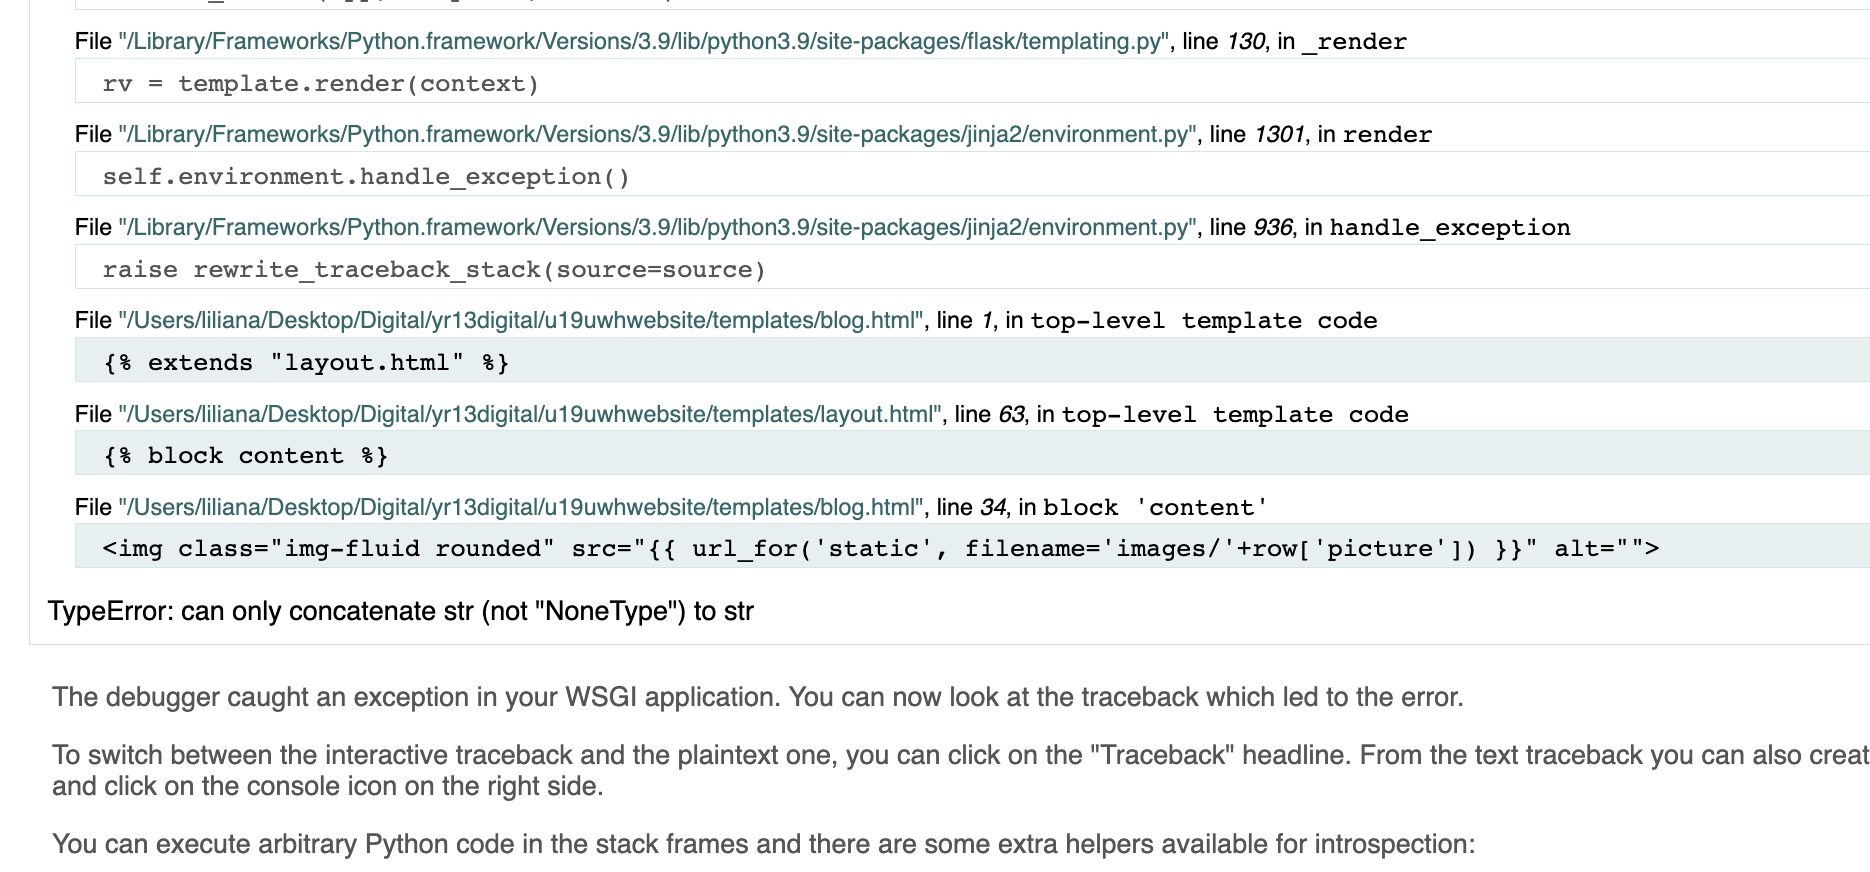 File "/Library/Frameworks/Python.framework/Versions/3.9/lib/python3.9/site-packages/flask/templating.py", line 130, in _render
rv = template.render(context)
File "/Library/Frameworks/Python.framework/Versions/3.9/lib/python3.9/site-packages/jinja2/environment.py", line 1301, in render
self.environment.handle_exception()
File "/Library/Frameworks/Python.framework/Versions/3.9/lib/python3.9/site-packages/jinja2/environment.py", line 936, in handle_exception
raise rewrite_traceback_stack(source=source)
File "/Users/liliana/Desktop/Digital/yr13digital/u19uwhwebsite/templates/blog.html", line 1, in top-level template code
{% extends "layout.html" %}
File "/Users/liliana/Desktop/Digital/yr13digital/u19uwhwebsite/templates/layout.html", line 63, in top-level template code
{% block content %}
File "/Users/liliana/Desktop/Digital/yr13digital/u19uwhwebsite/templates/blog.html", line 34, in block 'content'
<img class="img-fluid rounded" src="{{ url_for('static', filename='images/'+row['picture']) }}" alt="">
TypeError: can only concatenate str (not "NoneType") to str
The debugger caught an exception in your WSGI application. You can now look at the traceback which led to the error.
To switch between the interactive traceback and the plaintext one, you can click on the "Traceback" headline. From the text traceback you can also creat
and click on the console icon on the right side.
You can execute arbitrary Python code in the stack frames and there are some extra helpers available for introspection: